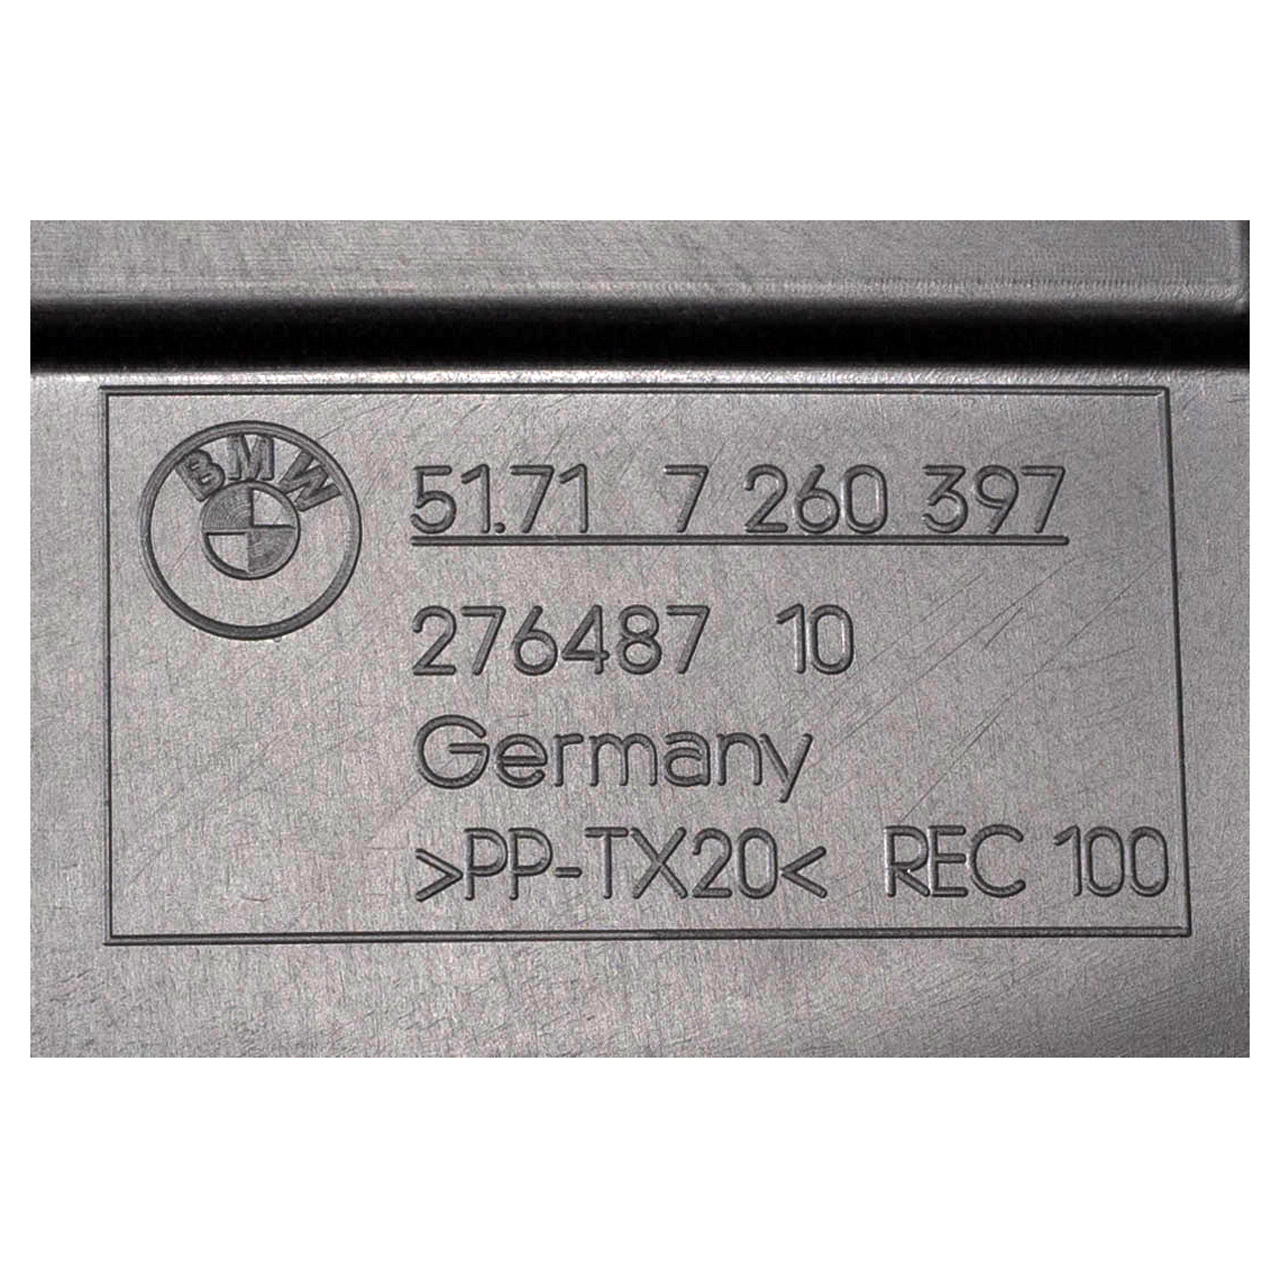 BMW
51.71 7 260 397
276487 10
Germany
>PP-TX20< REC 100